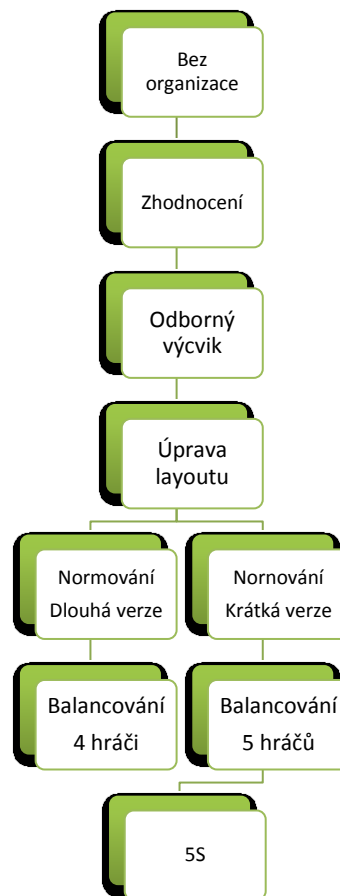 Bez
organizace
Zhodnocení
Odborný
výcvik
Úprava
layoutu
Normování
Dlouhá verze
Nornování
Krátká verze
Balancování
4 hráči
Balancování
5 hráčů
5S